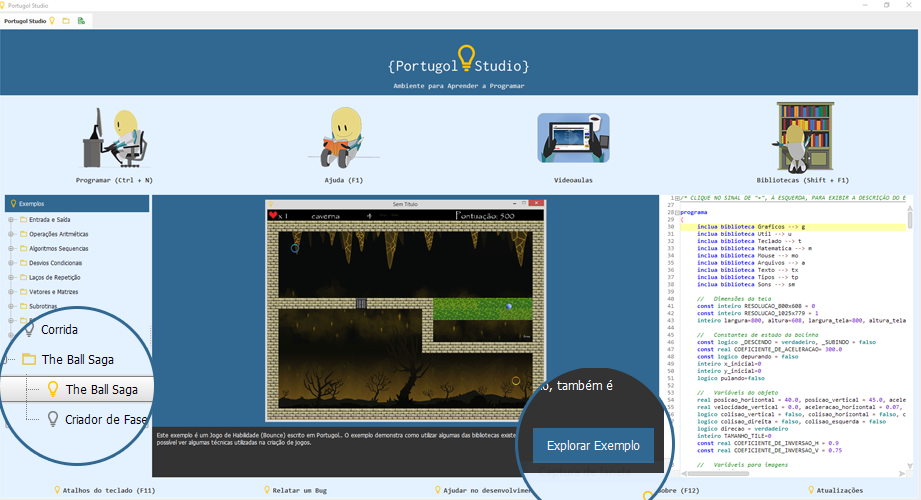 Portugol Studio
Portugol Studio
{Portugol Studio}
Ambiente para Aprender a Programar
Programar (Ctrl + N)
Ajuda (F1)
Videoaulas
Bibliotecas (Shift + F1)
Exemplos
Entrada e Saída
Operações Aritméticas
Algoritmos Sequencias
Desvios Condicionais
Laços de Repetição
Vetores e Matrizes
Subrotinas
Corrida
The Ball Saga
The Ball Saga
Criador de Fase
Sem Título
x 1 caverna Pontuação: 500
Este exemplo é um Jogo de Habilidade (Bounce) escrito em Portugol. O exemplo demonstra como utilizar algumas das bibliotecas existe
possível ver algumas técnicas utilizadas na criação de jogos.
o, também é
Explorar Exemplo
1 /* CLIQUE NO SINAL DE "+", À ESQUERDA, PARA EXIBIR A DESCRIÇÃO DO E
27
28 programa
29 {
30 inclua biblioteca Graficos --> g
31 inclua biblioteca Util --> u
32 inclua biblioteca Teclado --> t
33 inclua biblioteca Matematica --> m
34 inclua biblioteca Mouse --> mo
35 inclua biblioteca Arquivos --> a
36 inclua biblioteca Texto --> tx
37 inclua biblioteca Tipos --> tp
38 inclua biblioteca Sons --> sm
39
40 // Dimensões da tela
41 const inteiro RESOLUCAO_800x608 = 0
42 const inteiro RESOLUCAO_1025x779 = 1
43 inteiro largura=800, altura=608, largura_tela=800, altura_tela
44
45 // Constantes de estado da bolinha
46 const logico _DESCENDO = verdadeiro, _SUBINDO = falso
47 const real COEFICIENTE_DE_ACELERACAO= 300.0
48 const logico depurando = falso
49 inteiro x_inicial=0
50 inteiro y_inicial=0
51 logico pulando=falso
52
53 // Variáveis do objeto
54 real posicao_horizontal = 40.0, posicao_vertical = 45.0, acele
55 real velocidade_vertical = 0.0, aceleracao_horizontal = 0.07,
56 logico colisao_vertical = falso, colisao_horizontal = falso, c
57 logico colisao_direita = falso, colisao_esquerda = falso
58 logico direcao = verdadeiro
59 inteiro TAMANHO_TILE=0
60 const real COEFICIENTE_DE_INVERSAO_H = 0.9
61 const real COEFICIENTE_DE_INVERSAO_V = 0.75
62
63 // Variáveis para imagens
Atalhos do teclado (F11)
Relatar um Bug
Ajudar no desenvolvimen
Sobre (F12)
Atualizações